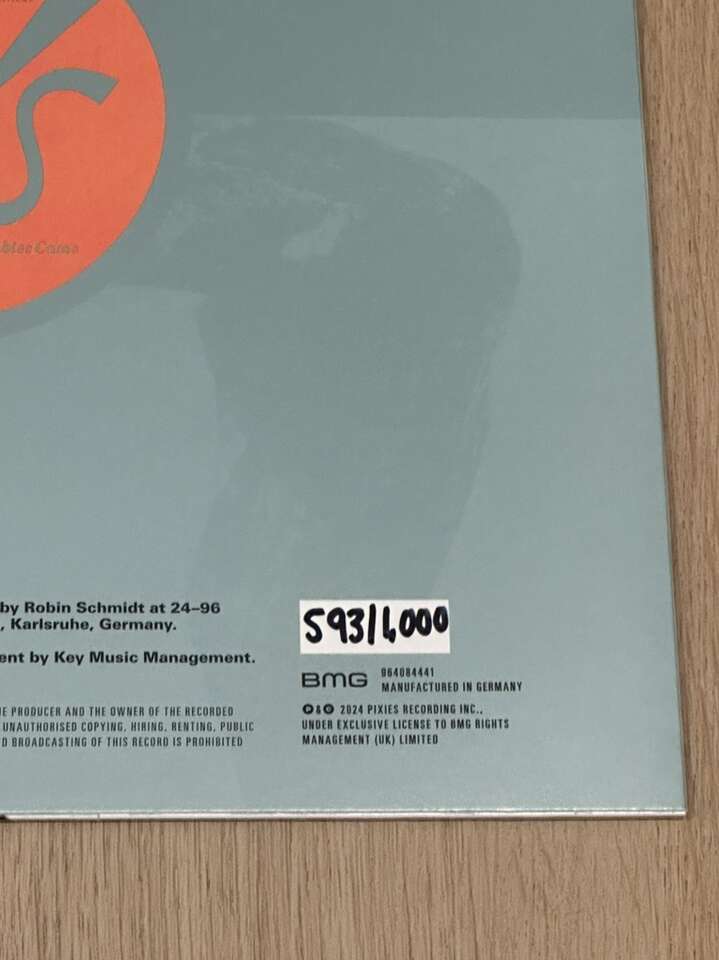 S
by Robin Schmidt at 24–96
, Karlsruhe, Germany.
ent by Key Music Management.
E PRODUCER AND THE OWNER OF THE RECORDED
UNAUTHORISED COPYING, HIRING, RENTING, PUBLIC
D BROADCASTING OF THIS RECORD IS PROHIBITED
593/1,000
BMG
964084441
MANUFACTURED IN GERMANY
℗ & © 2024 PIXIES RECORDING INC.,
UNDER EXCLUSIVE LICENSE TO BMG RIGHTS
MANAGEMENT (UK) LIMITED